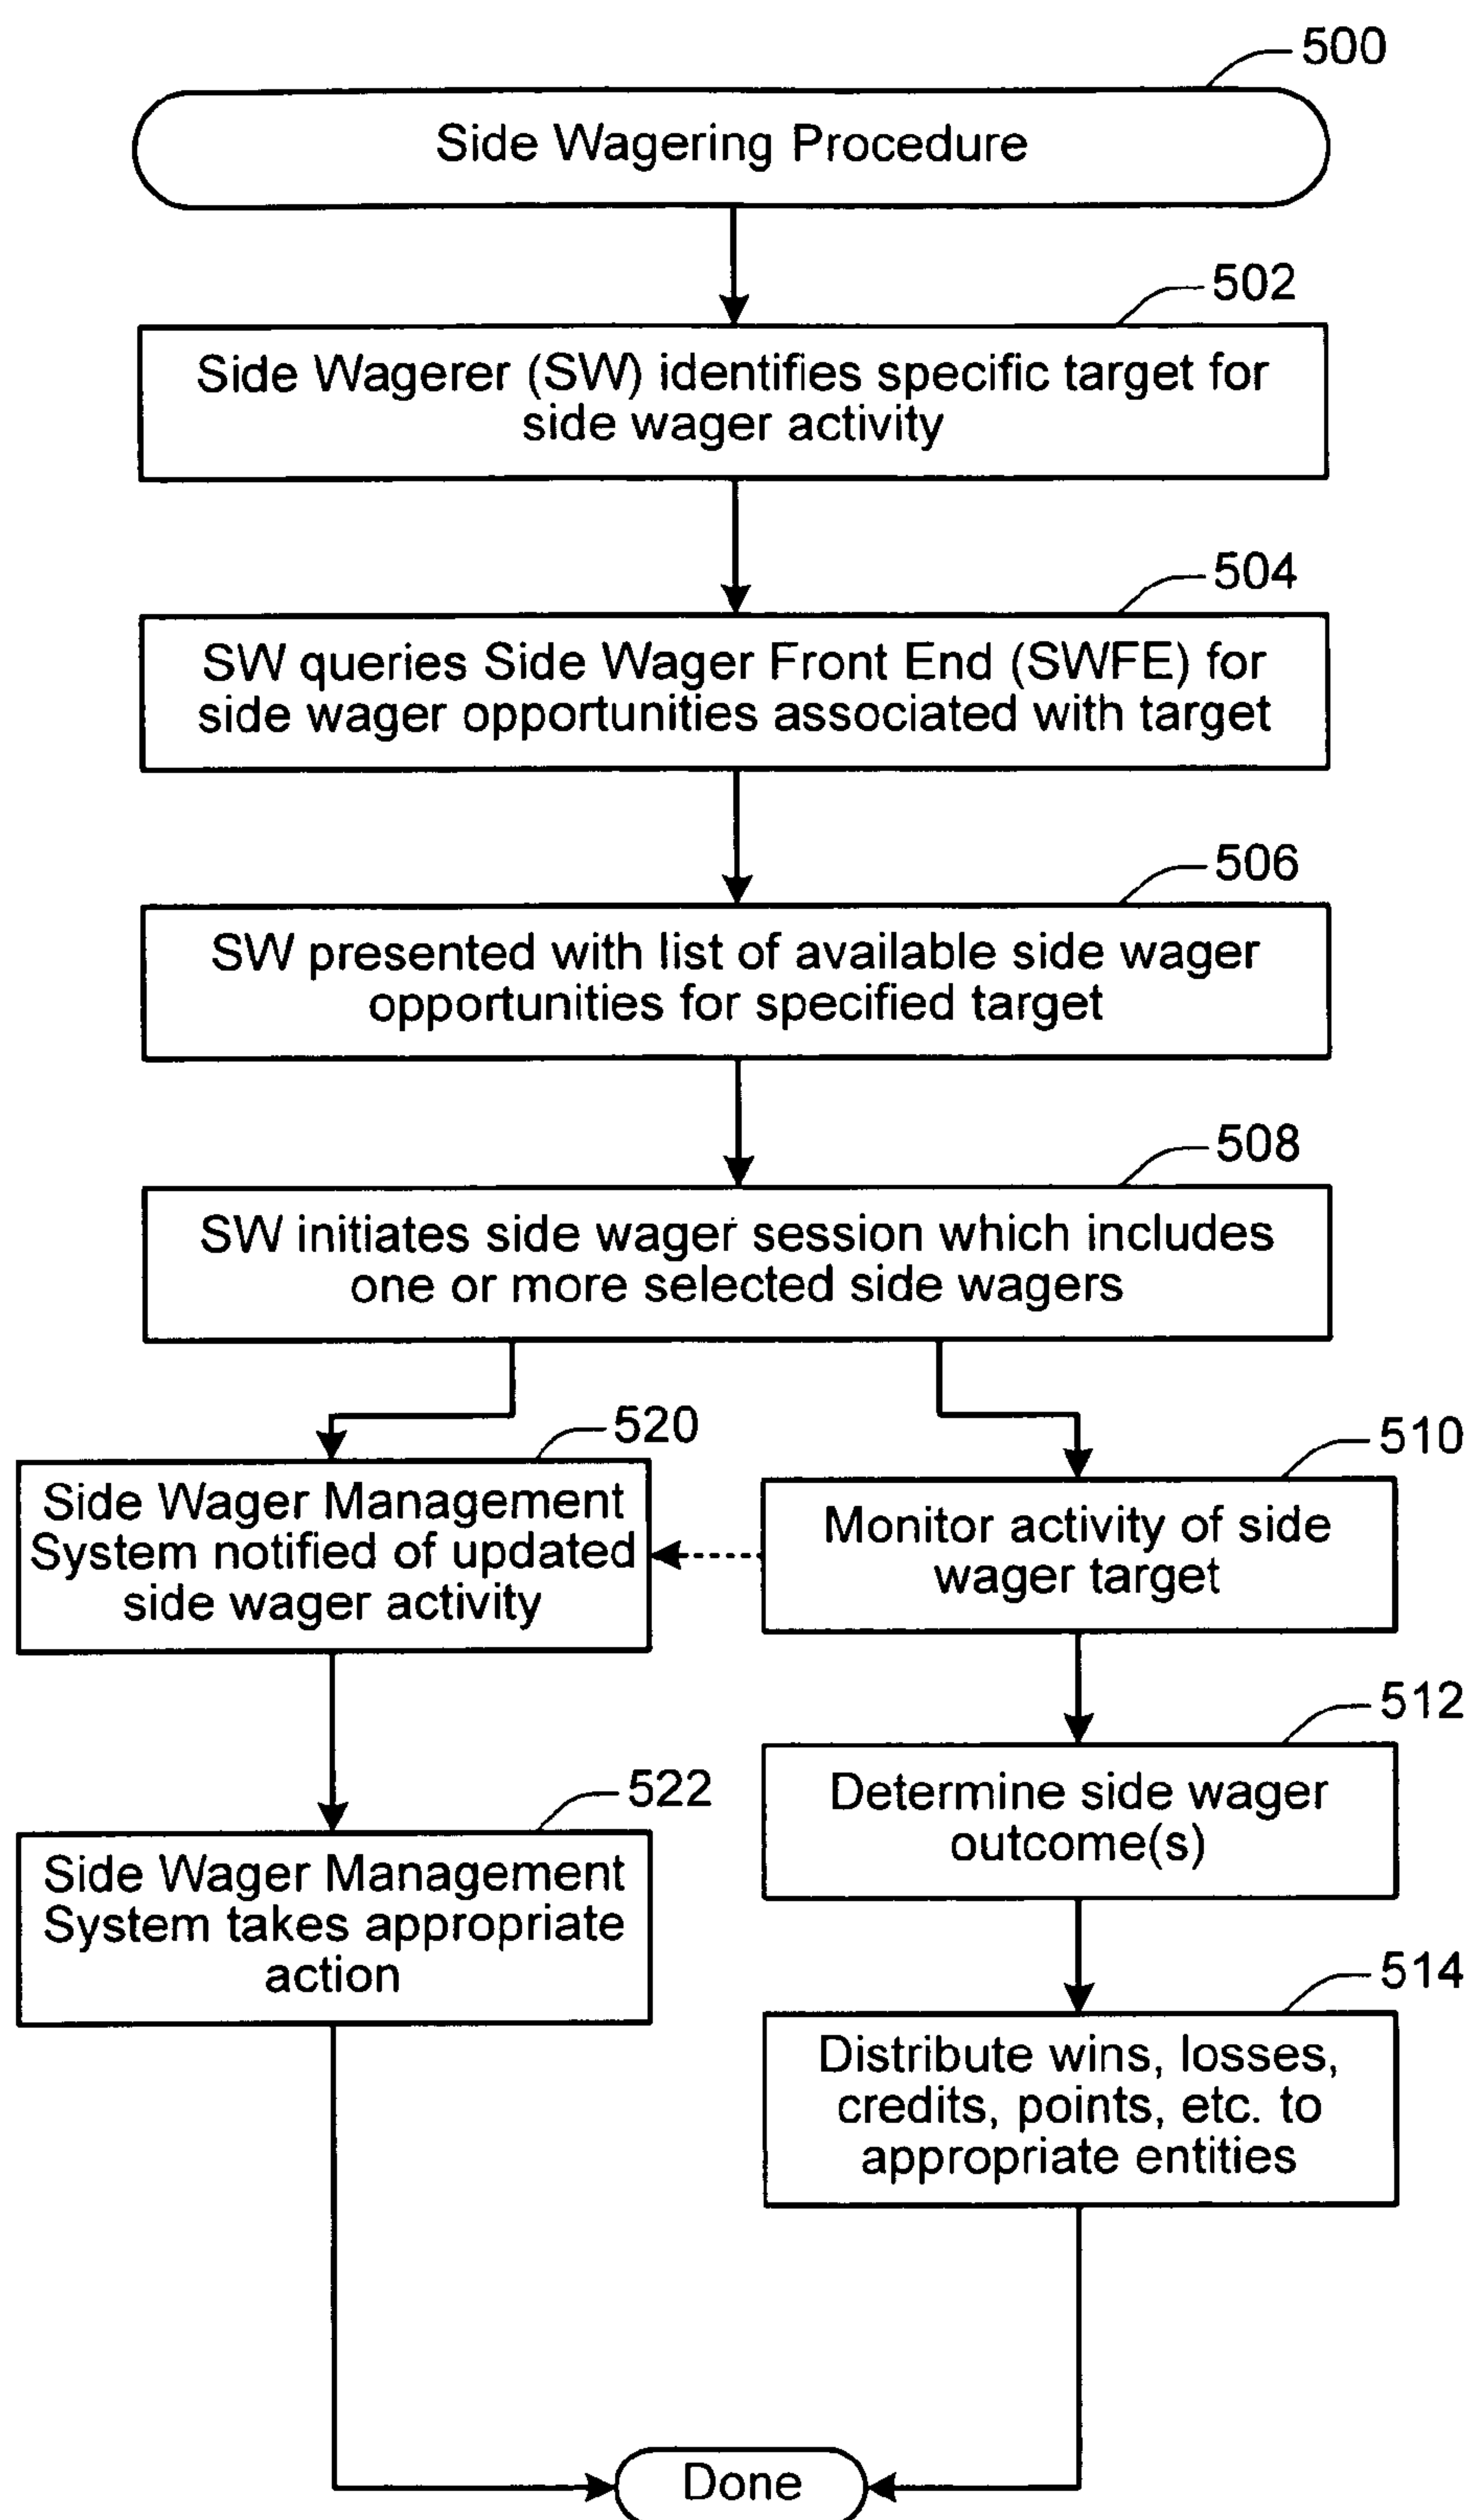 500
Side Wagering Procedure
502
Side Wagerer (SW) identifies specific target for
side wager activity
504
SW queries Side Wager Front End (SWFE) for
side wager opportunities associated with target
506
SW presented with list of available side wager
opportunities for specified target
508
SW initiates side wager session which includes
one or more selected side wagers
520
Side Wager Management
System notified of updated
side wager activity
510
Monitor activity of side
wager target
512
Determine side wager
outcome(s)
522
Side Wager Management
System takes appropriate
action
514
Distribute wins, losses,
credits, points, etc. to
appropriate entities
Done